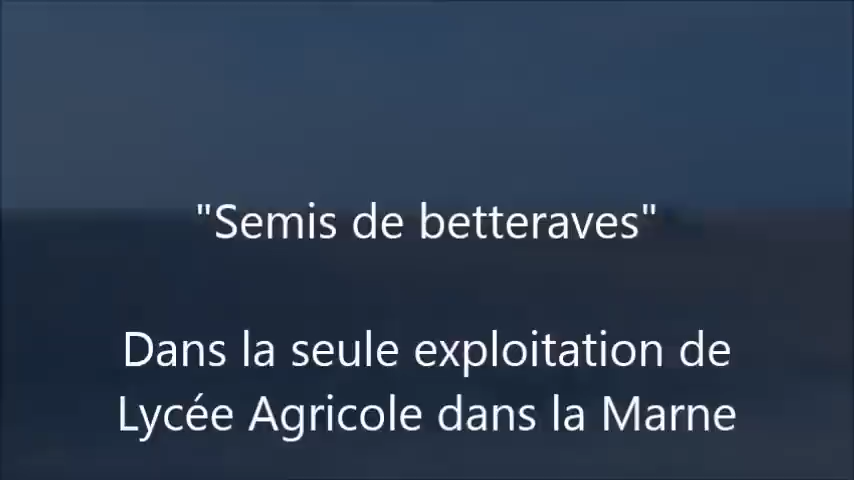 "Semis de betteraves"
Dans la seule exploitation de
Lycée Agricole dans la Marne